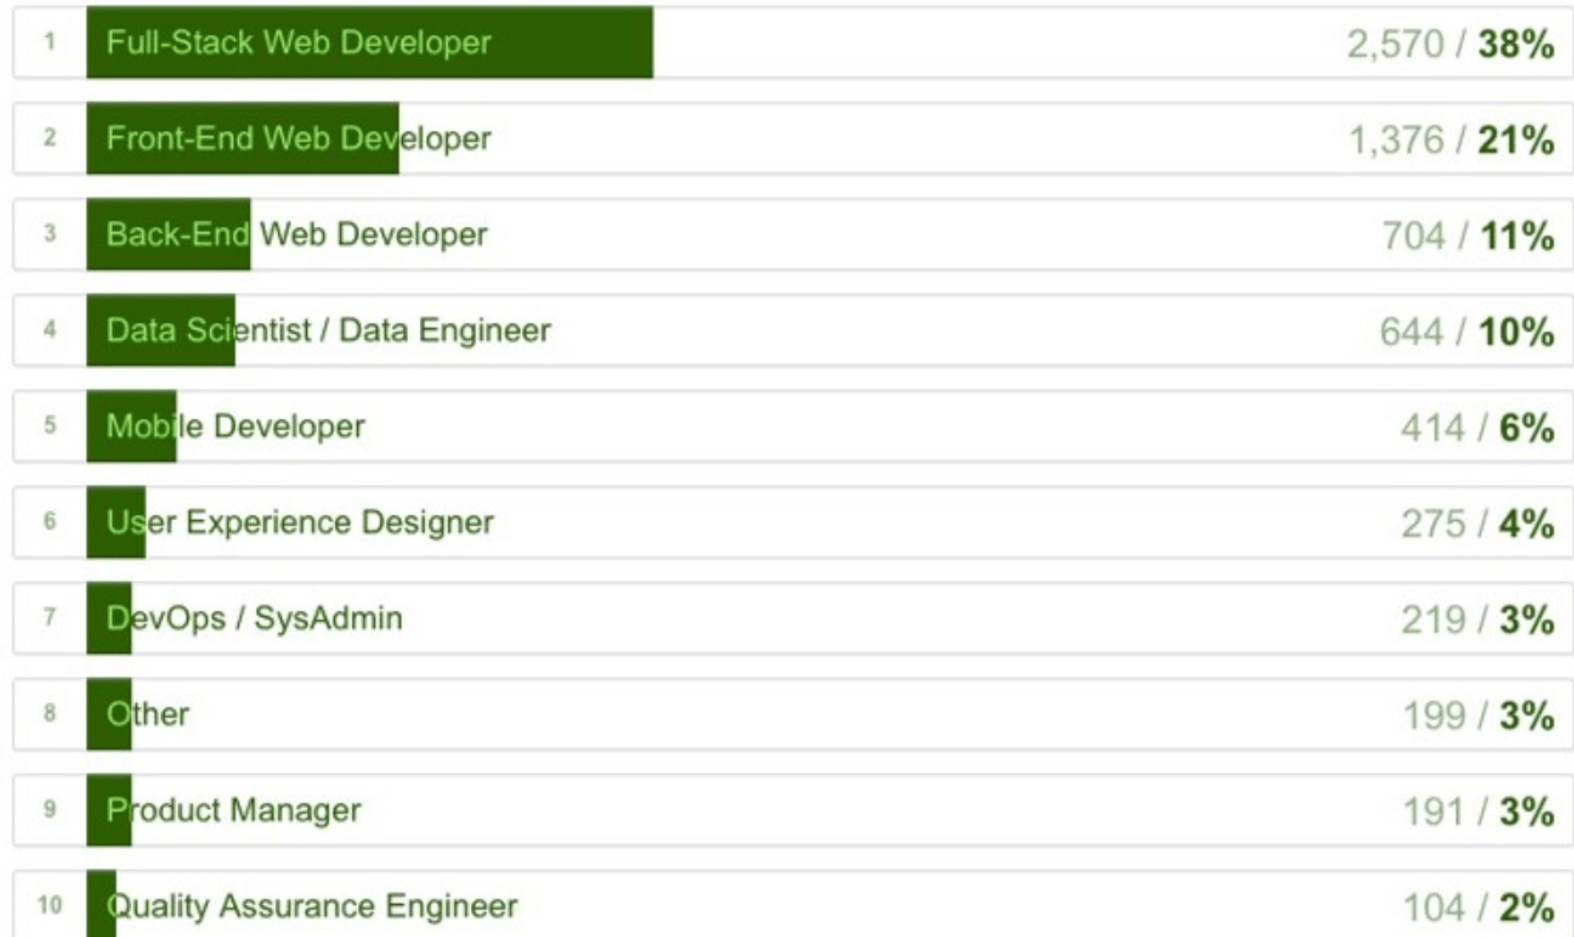 1 Full-Stack Web Developer 2,570 / 38%
2 Front-End Web Developer 1,376 / 21%
3 Back-End Web Developer 704 / 11%
4 Data Scientist / Data Engineer 644 / 10%
5 Mobile Developer 414 / 6%
6 User Experience Designer 275 / 4%
7 DevOps / SysAdmin 219 / 3%
8 Other 199 / 3%
9 Product Manager 191 / 3%
10 Quality Assurance Engineer 104 / 2%